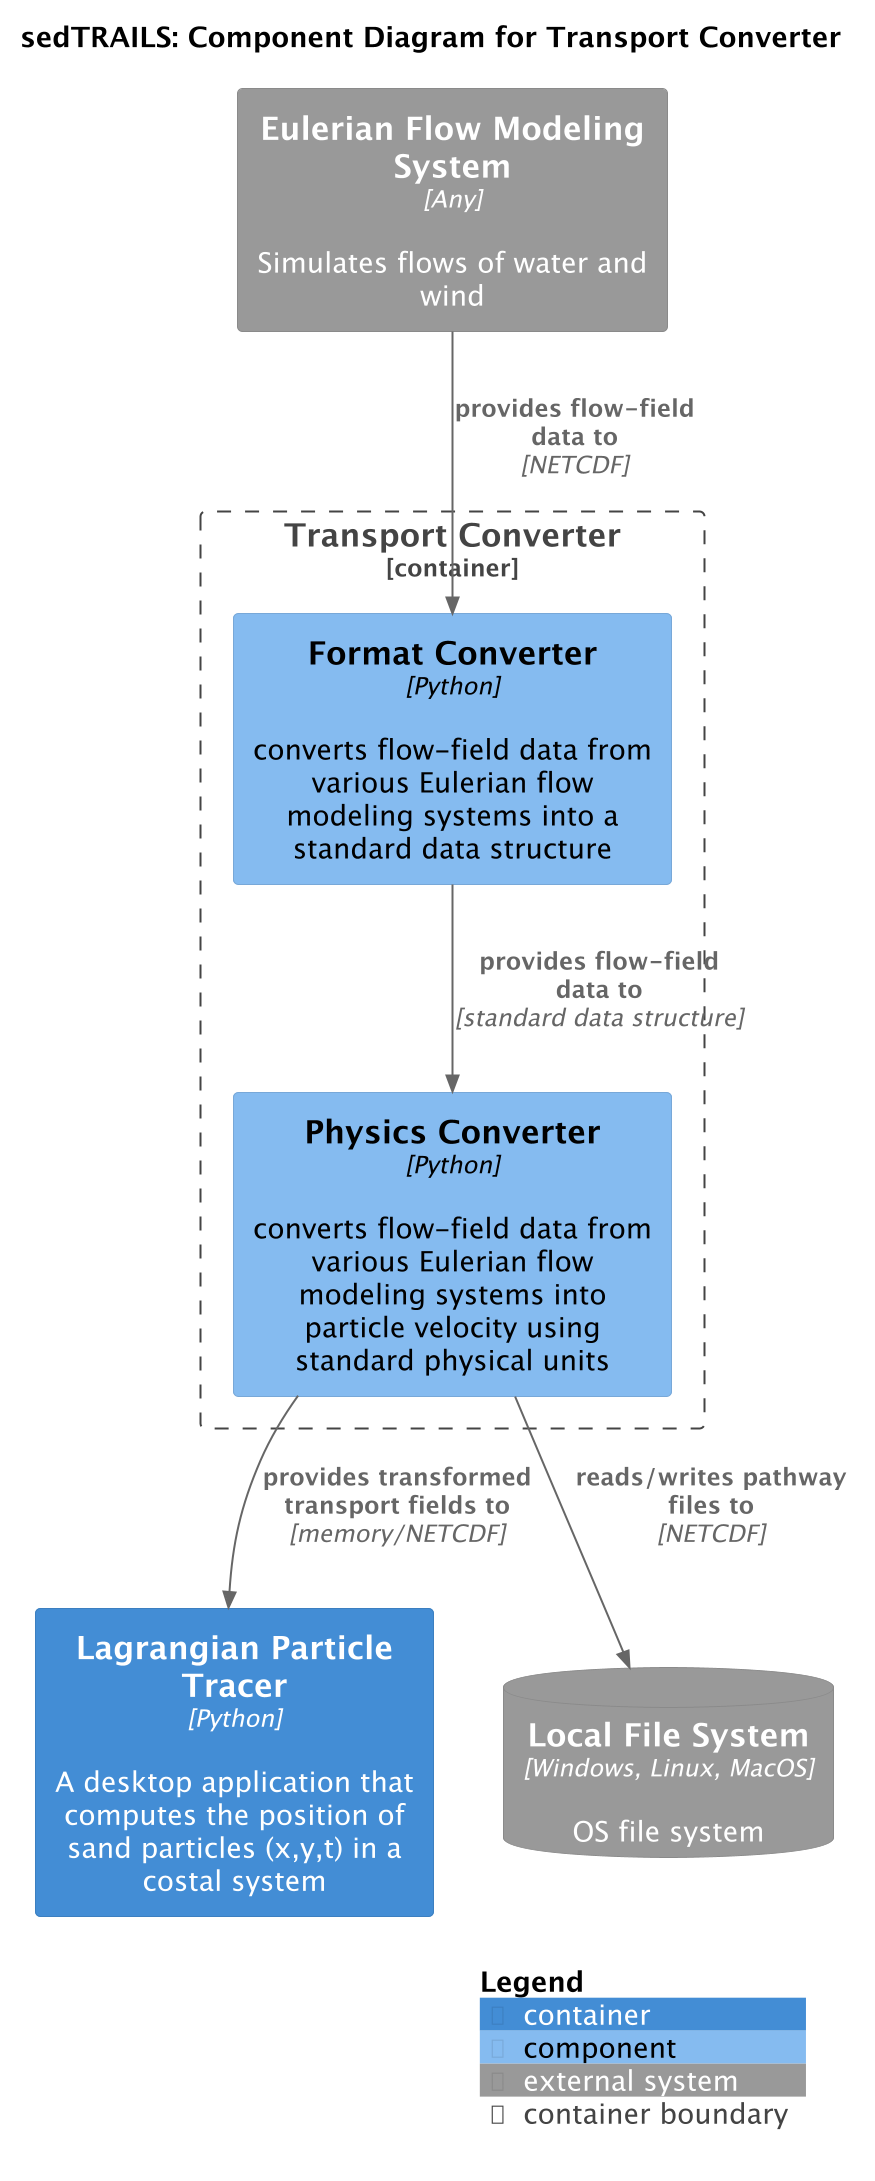 sedTRAILS: Component Diagram for Transport Converter
Eulerian Flow Modeling
System
[Any]
Simulates flows of water and
wind
provides flow-field
data to
[NETCDF]
Transport Converter
[container]
Format Converter
[Python]
converts flow-field data from
various Eulerian flow
modeling systems into a
standard data structure
provides flow-field
data to
[standard data structure]
Physics Converter
[Python]
converts flow-field data from
various Eulerian flow
modeling systems into
particle velocity using
standard physical units
provides transformed
transport fields to
[memory/NETCDF]
reads/writes pathway
files to
[NETCDF]
Lagrangian Particle
Tracer
[Python]
A desktop application that
computes the position of
sand particles (x,y,t) in a
costal system
Local File System
[Windows, Linux, MacOS]
OS file system
Legend
container
component
external system
container boundary